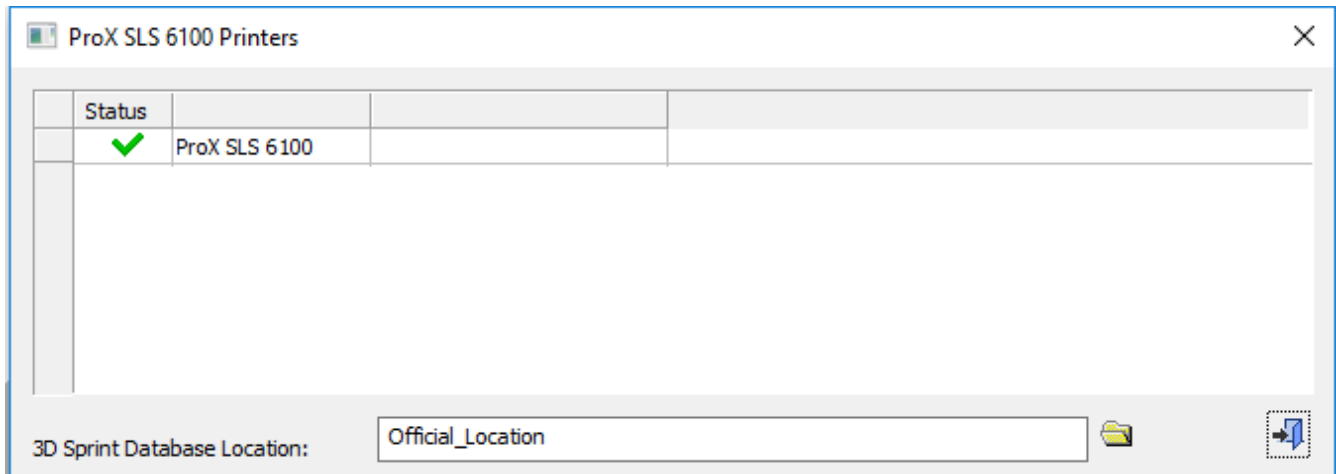 ProX SLS 6100 Printers
Status
ProX SLS 6100
3D Sprint Database Location: Official_Location